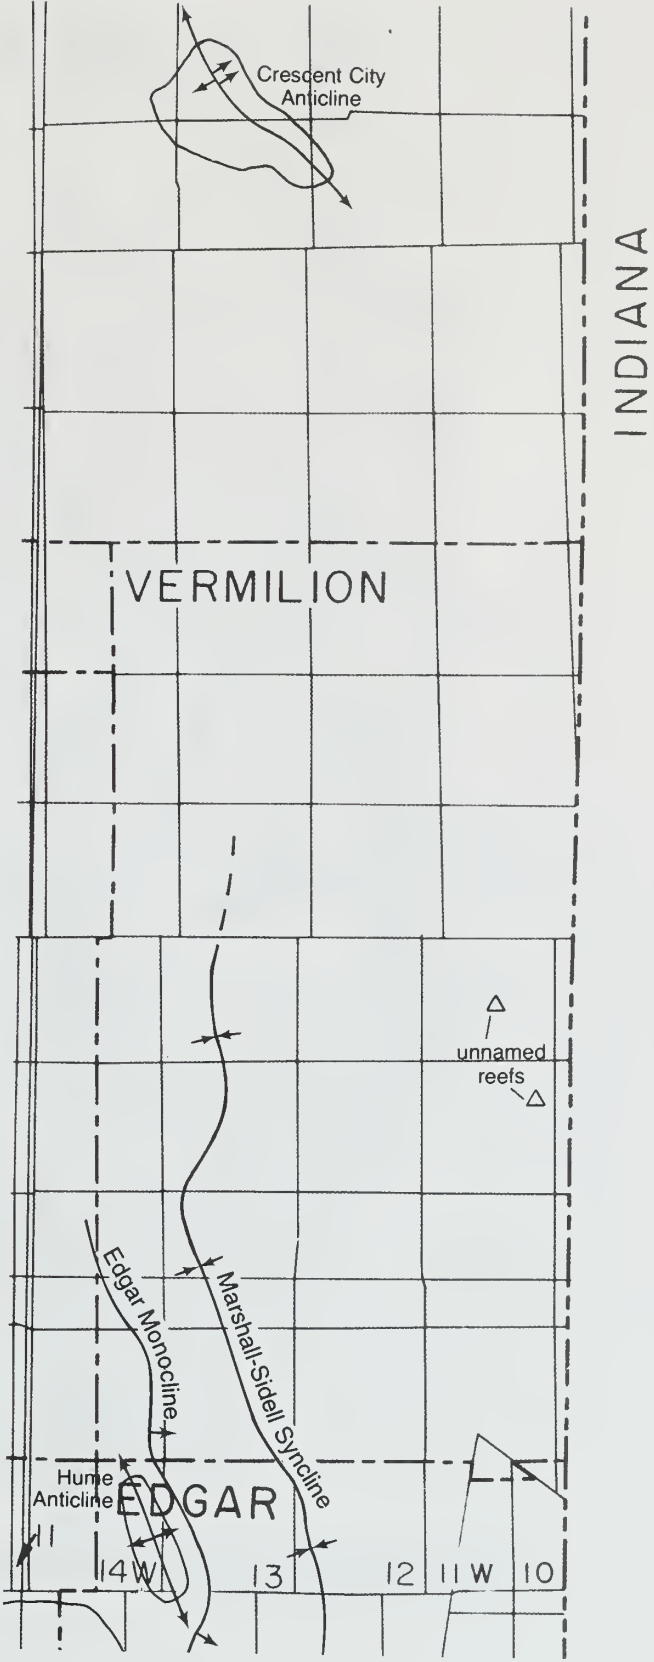 Crescent City
Anticline
INDIANA
VERMILION
unnamed
reefs
Edgar Monocline
Marshall-Sidell Syncline
Hume
Anticline
EDGAR
11
14W
13
12
11 W
10